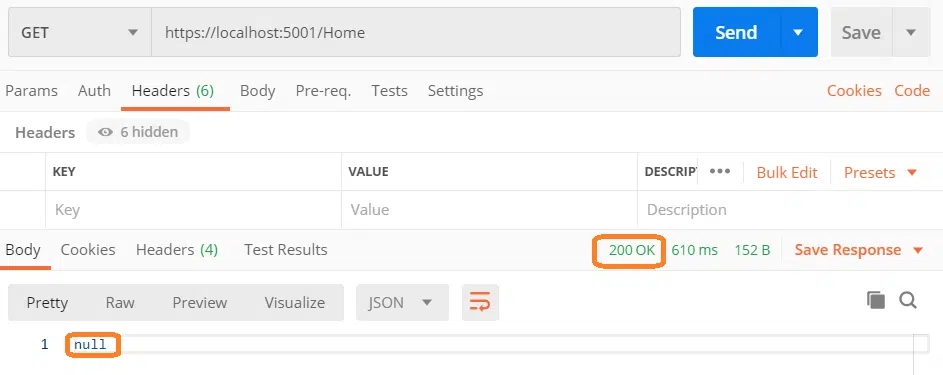 GET https://localhost:5001/Home Send Save
Params Auth Headers (6) Body Pre-req. Tests Settings Cookies Code
Headers 6 hidden
KEY VALUE DESCRIPT ••• Bulk Edit Presets
Key Value Description
Body Cookies Headers (4) Test Results 200 OK 610 ms 152 B Save Response
Pretty Raw Preview Visualize JSON
1 null